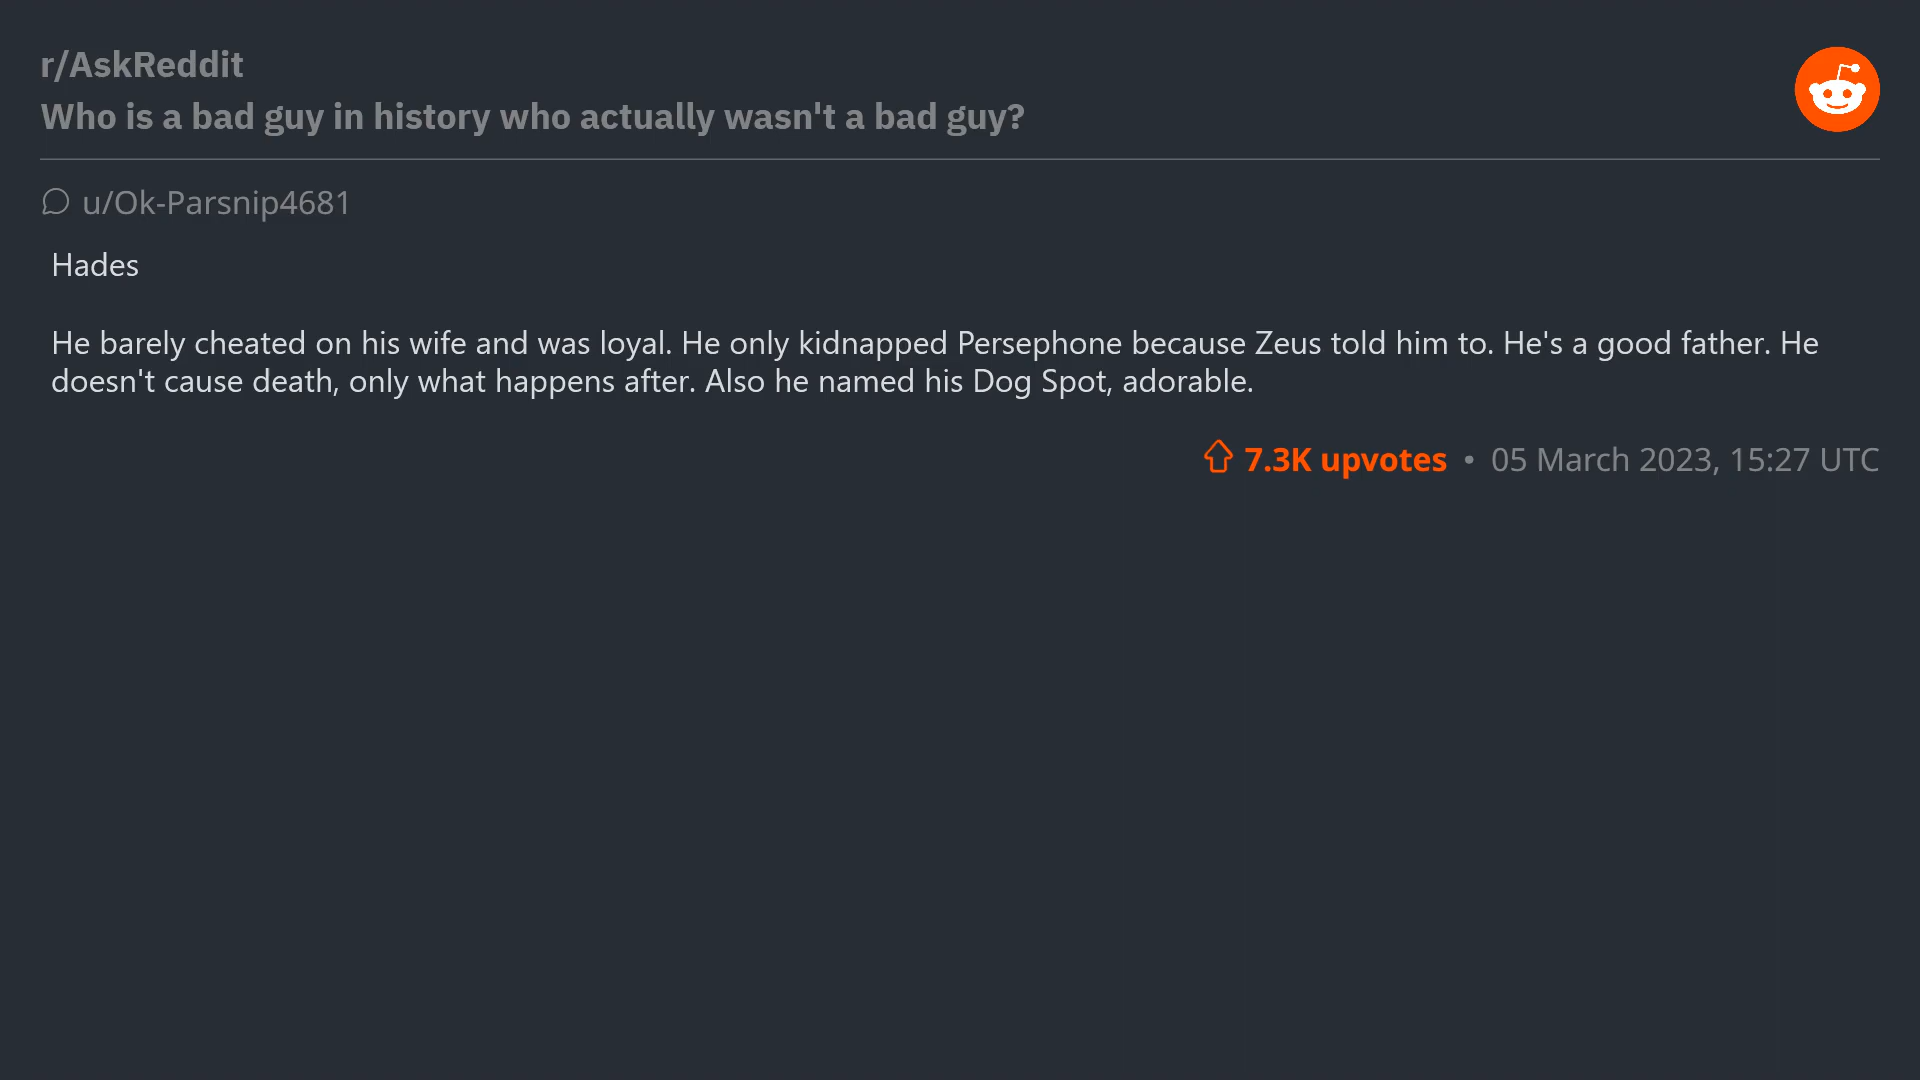 r/AskReddit
Who is a bad guy in history who actually wasn't a bad guy?
u/Ok-Parsnip4681
Hades
He barely cheated on his wife and was loyal. He only kidnapped Persephone because Zeus told him to. He's a good father. He
doesn't cause death, only what happens after. Also he named his Dog Spot, adorable.
7.3K upvotes • 05 March 2023, 15:27 UTC